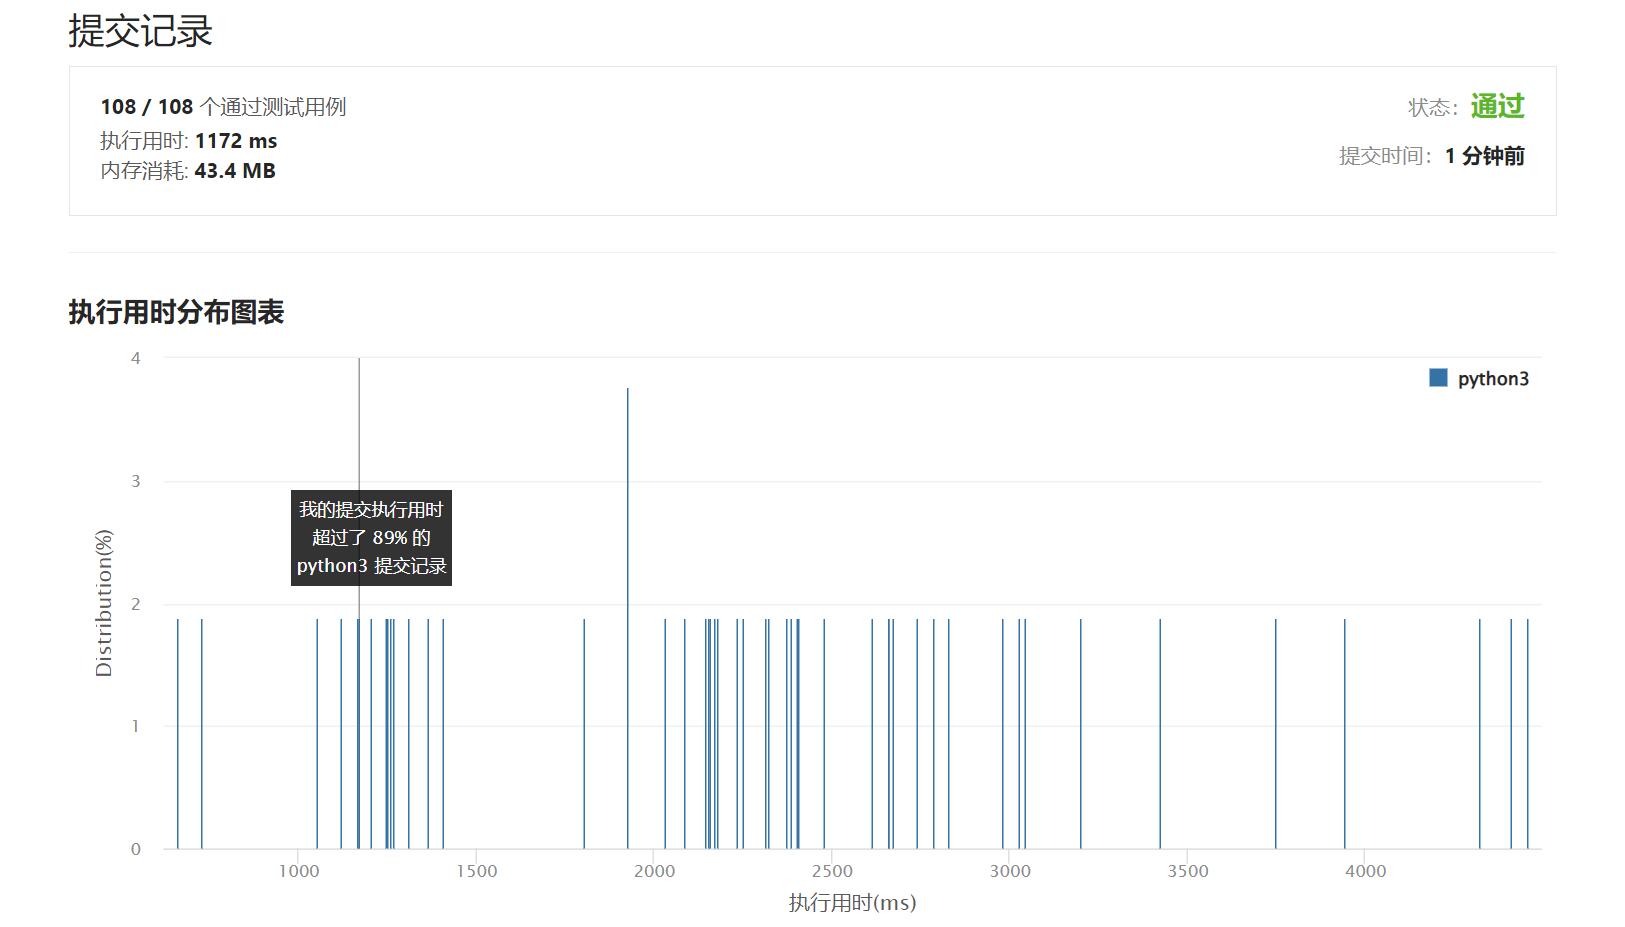 提交记录
108 / 108 个通过测试用例
状态：通过
执行用时: 1172 ms
提交时间：1 分钟前
内存消耗: 43.4 MB
执行用时分布图表
4
python3
3
我的提交执行用时
超过了 89% 的
python3 提交记录
Distribution(%)
2
1
0
1000 1500 2000 2500 3000 3500 4000
执行用时(ms)